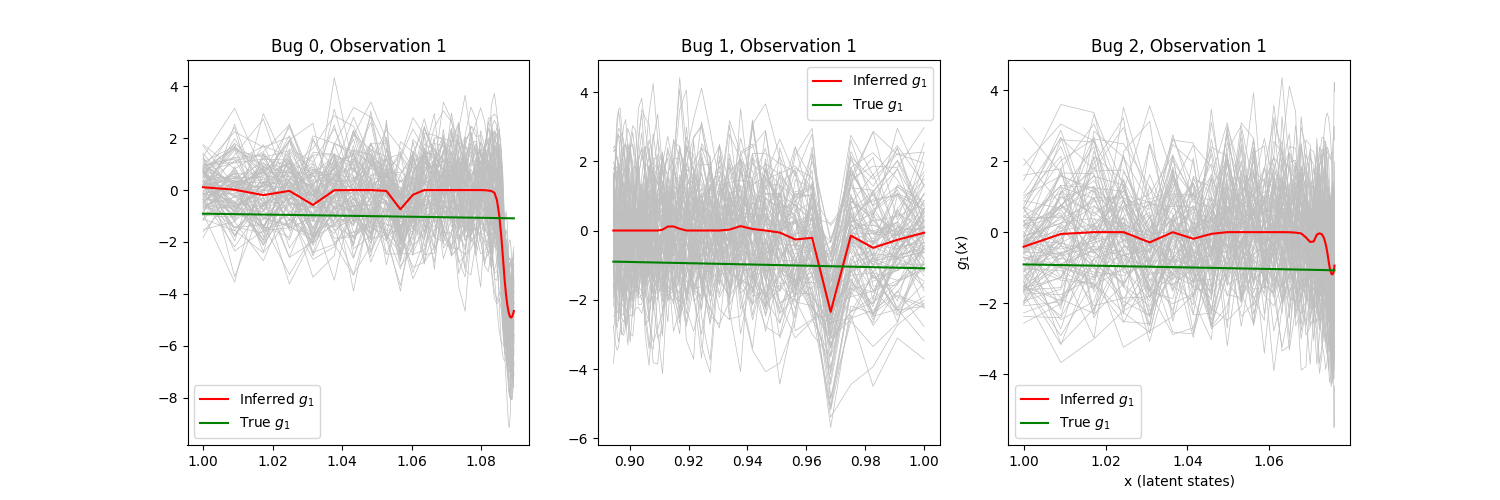 Bug 0, Observation 1
4
2
0
−2
−4
−6
−8
Inferred g₁
True g₁
1.00 1.02 1.04 1.06 1.08
Bug 1, Observation 1
4
2
0
−2
−4
−6
Inferred g₁
True g₁
0.90 0.92 0.94 0.96 0.98 1.00
Bug 2, Observation 1
g₁(x)
4
2
0
−2
−4
Inferred g₁
True g₁
1.00 1.02 1.04 1.06
x (latent states)